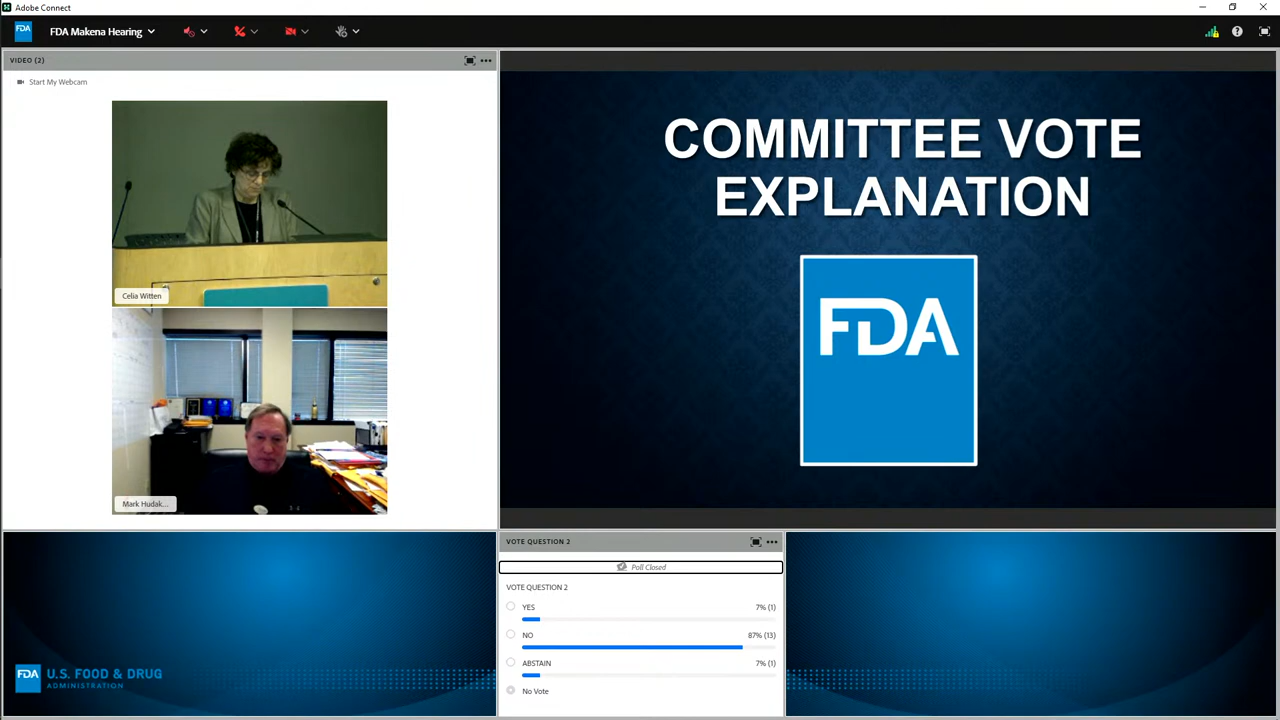 Adobe Connect
FDA
FDA Makena Hearing
VIDEO (2)
Start My Webcam
Celia Witten
Mark Hudak...
COMMITTEE VOTE
EXPLANATION
FDA
VOTE QUESTION 2
Poll Closed
VOTE QUESTION 2
YES 7% (1)
NO 87% (13)
ABSTAIN 7% (1)
No Vote
FDA U.S. FOOD & DRUG
ADMINISTRATION